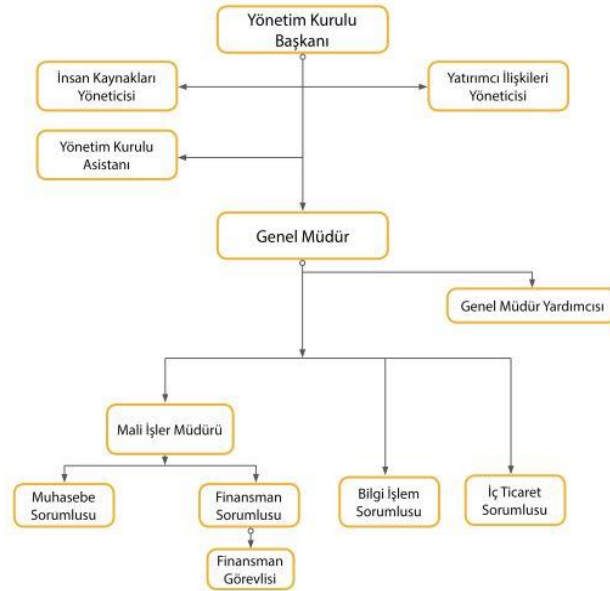 Yönetim Kurulu
Başkanı
İnsan Kaynakları
Yöneticisi
Yatırımcı İlişkileri
Yöneticisi
Yönetim Kurulu
Asistanı
Genel Müdür
Genel Müdür Yardımcısı
Mali İşler Müdürü
Muhasebe
Sorumlusu
Finansman
Sorumlusu
Bilgi İşlem
Sorumlusu
İç Ticaret
Sorumlusu
Finansman
Görevlisi